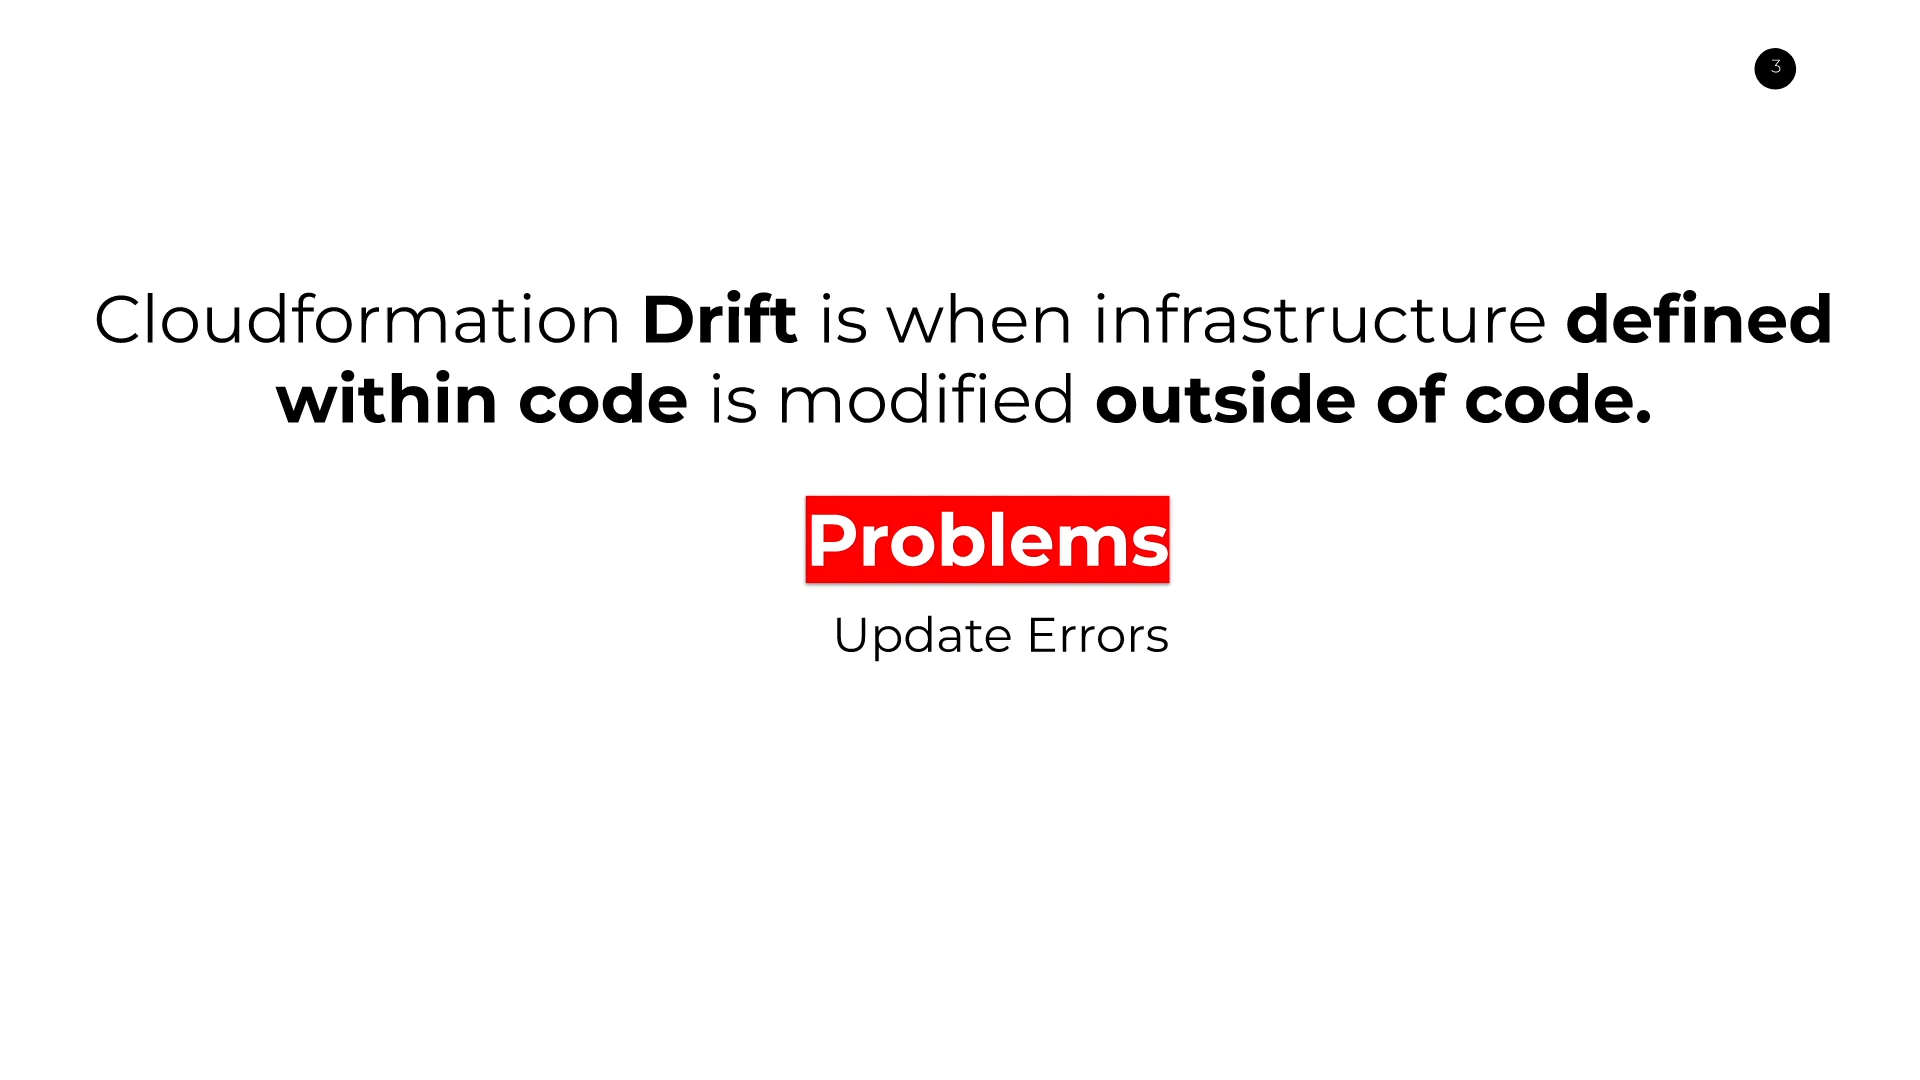 3
Cloudformation Drift is when infrastructure defined
within code is modified outside of code.
Problems
Update Errors